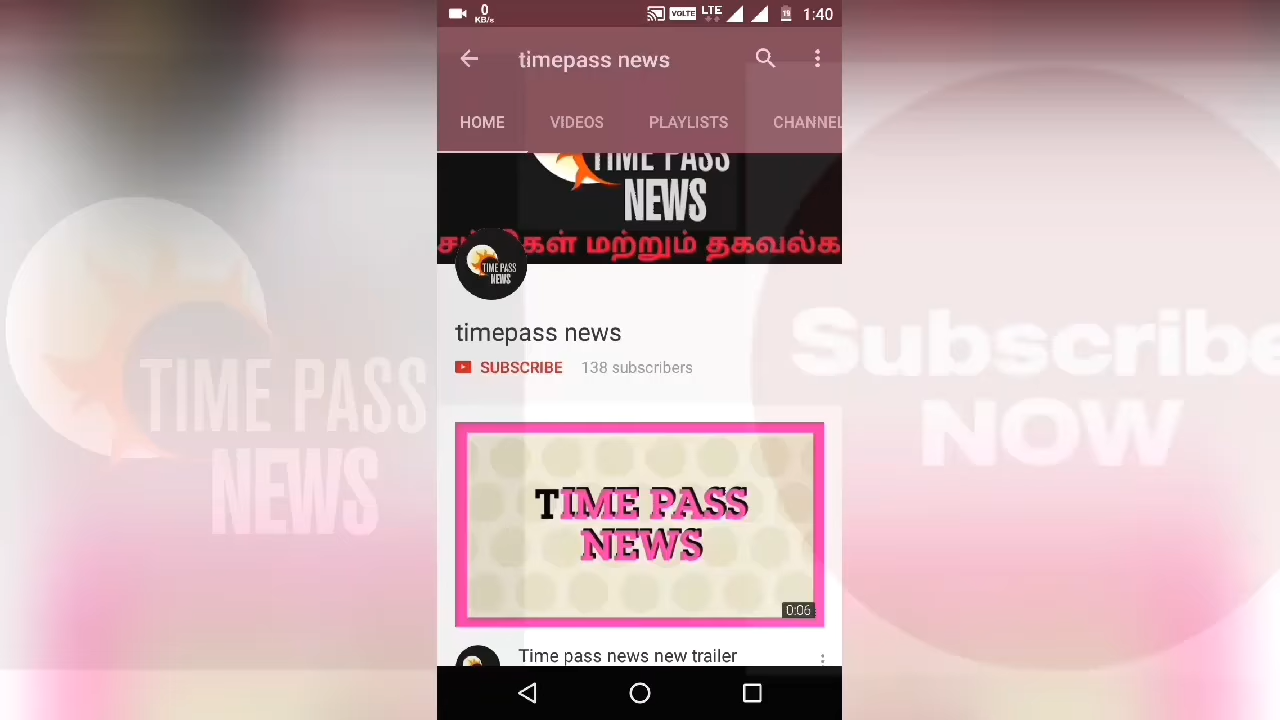 0
KB/s
VOLTE
LTE
19
1:40
timepass news
HOME
VIDEOS
PLAYLISTS
CHANNEL
TIME PASS
NEWS
மற்றும் தகவல்க
TIME PASS
NEWS
timepass news
SUBSCRIBE
138 subscribers
TIME PASS
NEWS
0:06
Time pass news new trailer
TIME PASS
NEWS
Subscribe
NOW